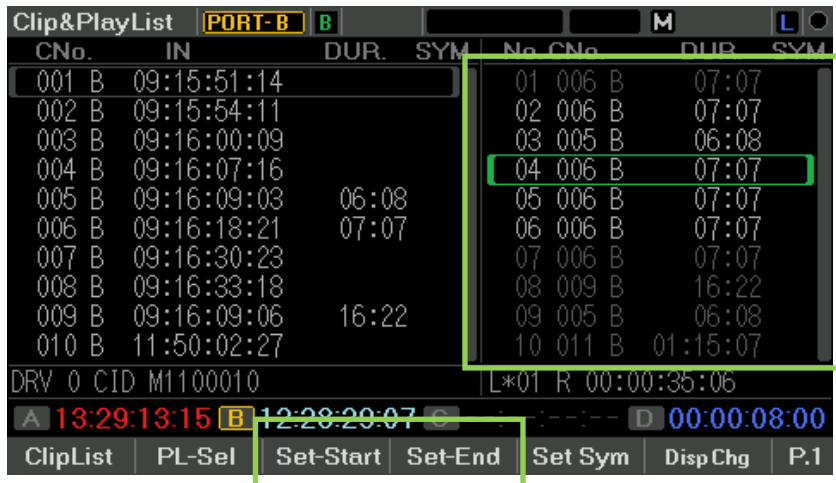 Clip&PlayList PORT-B B M L
CNo. IN DUR. SYM No. CNo. DUR. SYM
001 B 09:15:51:14 01 006 B 07:07
002 B 09:15:54:11 02 006 B 07:07
003 B 09:16:00:09 03 005 B 06:08
004 B 09:16:07:16 04 006 B 07:07
005 B 09:16:09:03 06:08 05 006 B 07:07
006 B 09:16:18:21 07:07 06 006 B 07:07
007 B 09:16:30:23 07 006 B 07:07
008 B 09:16:33:18 08 009 B 16:22
009 B 09:16:09:06 16:22 09 005 B 06:08
010 B 11:50:02:27 10 011 B 01:15:07
DRV 0 CID M1100010 L*01 R 00:00:35:06
A 13:29:13:15 B 12:28:29:07 C --:--:--:-- D 00:00:08:00
ClipList PL-Sel Set-Start Set-End Set Sym Disp Chg P.1